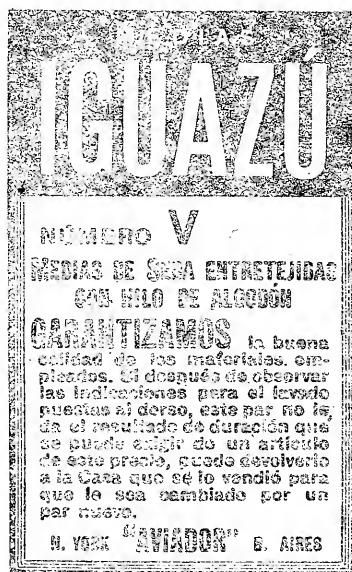 MEDIAS
IGUAZÚ
NÚMERO V
MEDIAS DE SEDA ENTRETEJIDAS
CON HILO DE ALGODÓN
GARANTIZAMOS la buena
calidad de los materiales em-
pleados. Si después de observar
las indicaciones para el lavado
puestas al dorso, este par no le
da el resultado de duración que
se puede exigir de un artículo
de este precio, puede devolverlo
a la Casa que se lo vendió para
que le sea cambiado por un
par nuevo.
N. YORK "AVIADOR" B. AIRES